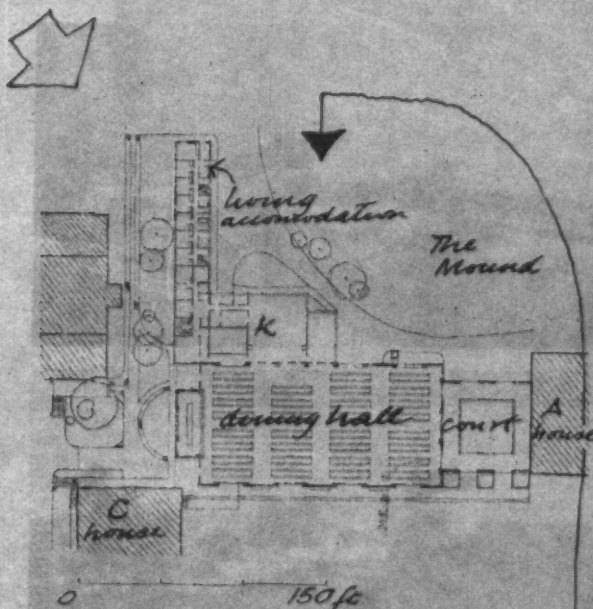 living
accomodation
The
Mound
K
dining hall
court
A
house
C
house
0 150 ft